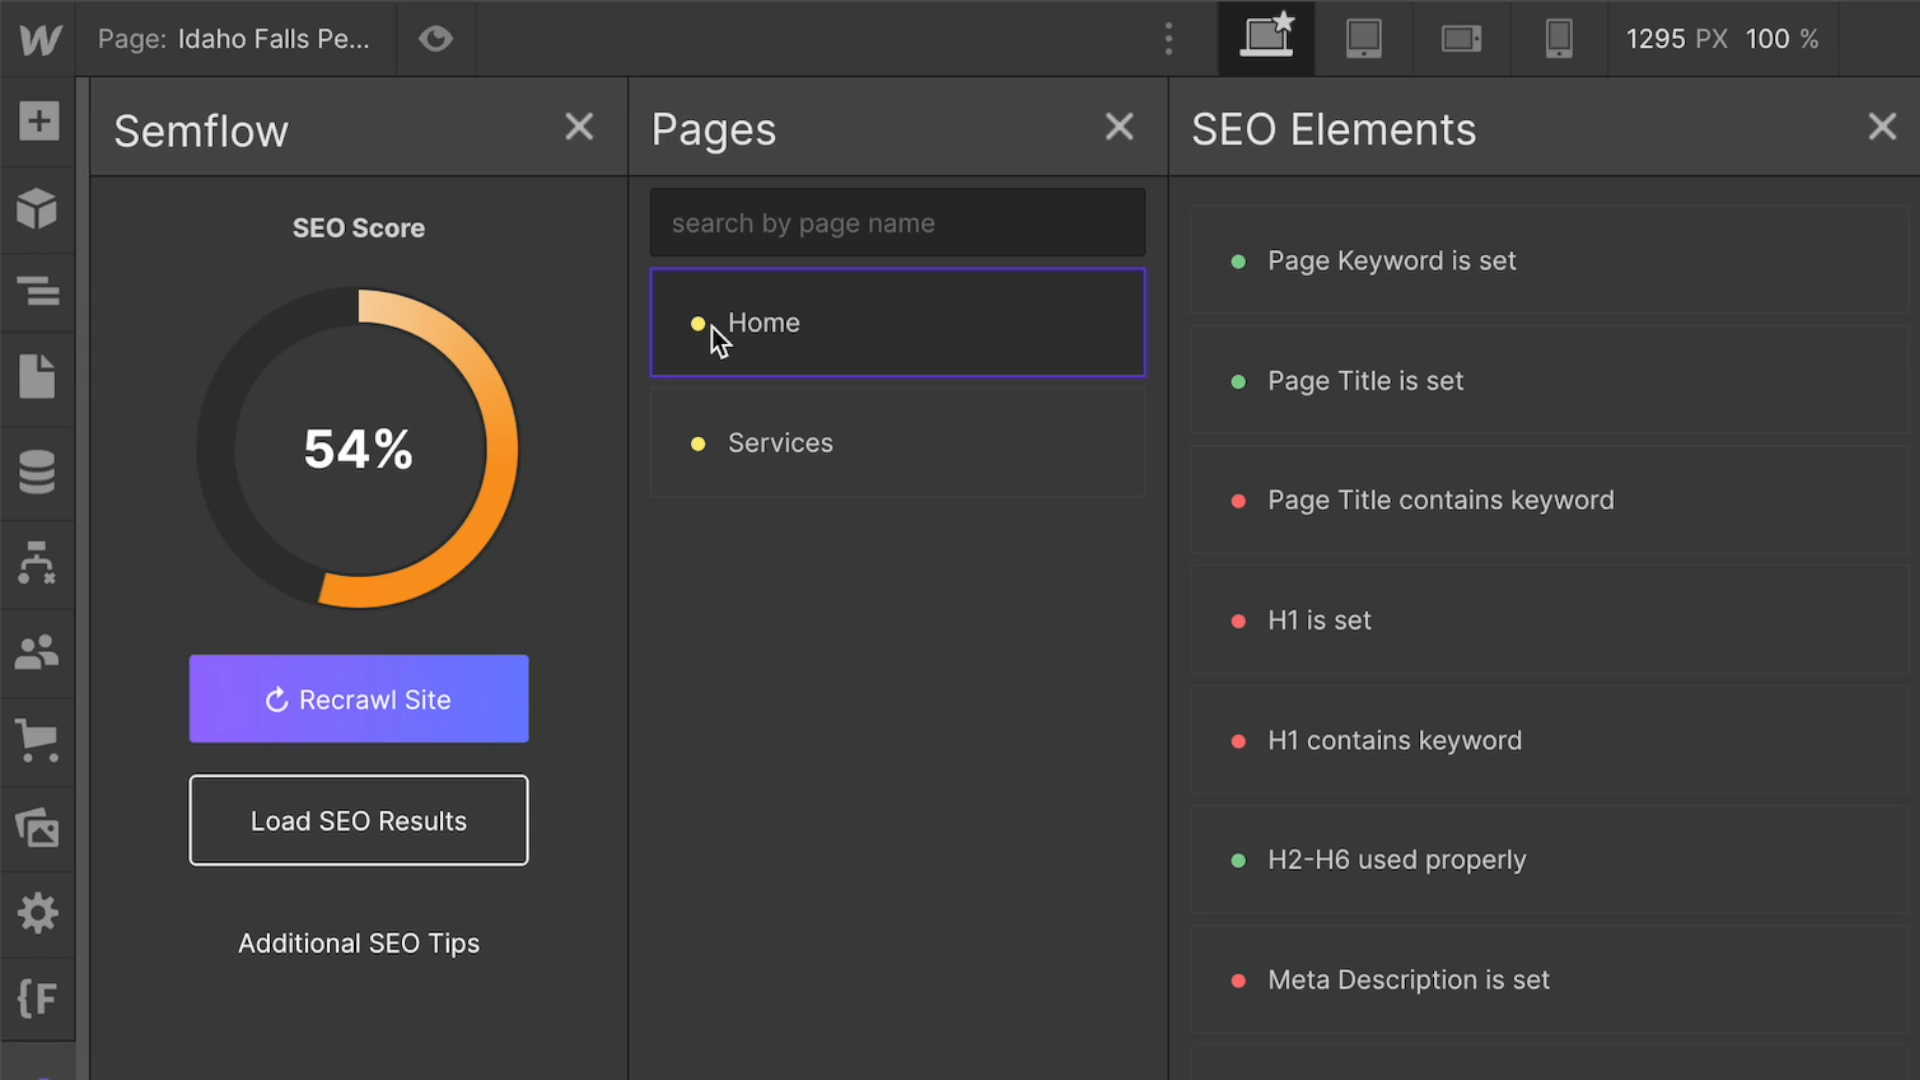 Page: Idaho Falls Pe...
1295 PX 100 %
Semflow
Pages
SEO Elements
SEO Score
54%
Recrawl Site
Load SEO Results
Additional SEO Tips
search by page name
Home
Services
Page Keyword is set
Page Title is set
Page Title contains keyword
H1 is set
H1 contains keyword
H2-H6 used properly
Meta Description is set
{F